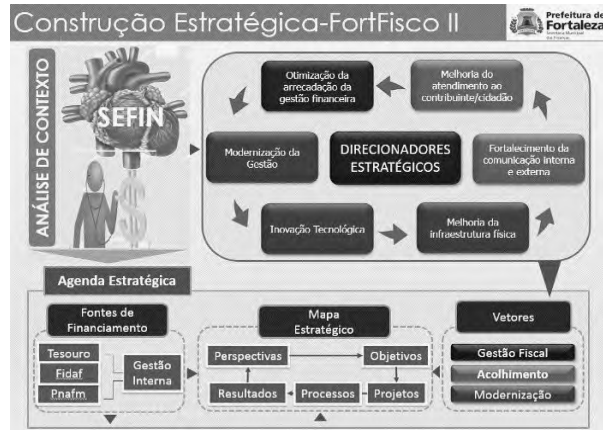 Construção Estratégica-FortFisco II
Prefeitura de
Fortaleza
ANÁLISE DE CONTEXTO
SEFIN
Otimização da
arrecadação da
gestão financeira
Melhoria do
atendimento ao
contribuinte/cidadão
Modernização da
Gestão
DIRECIONADORES
ESTRATÉGICOS
Fortalecimento da
comunicação interna
e externa
Inovação Tecnológica
Melhoria da
infraestrutura física
Agenda Estratégica
Fontes de
Financiamento
Tesouro
Fidaf
Pnafm
Gestão
Interna
Mapa
Estratégico
Perspectivas
Objetivos
Resultados
Processos
Projetos
Vetores
Gestão Fiscal
Acolhimento
Modernização